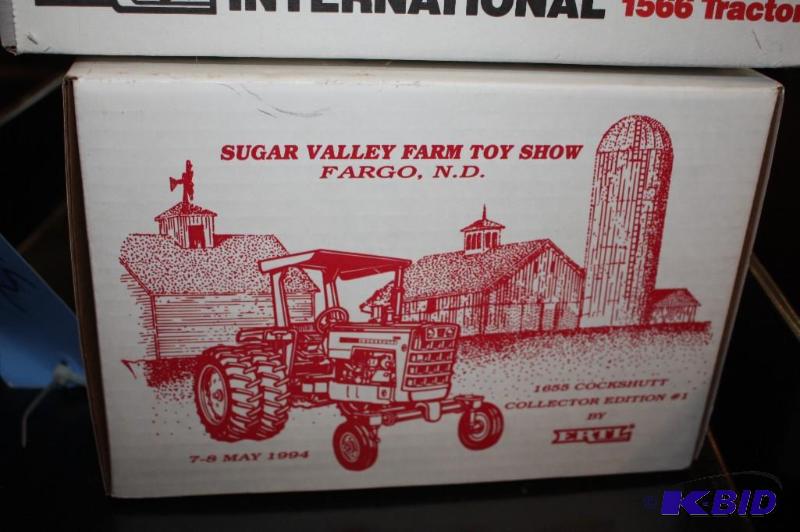 INTERNATIONAL 1566 Tractor
SUGAR VALLEY FARM TOY SHOW
FARGO, N.D.
1655 COCKSHUTT
COLLECTOR EDITION #1
BY
ERTL
7-8 MAY 1994
K-BID